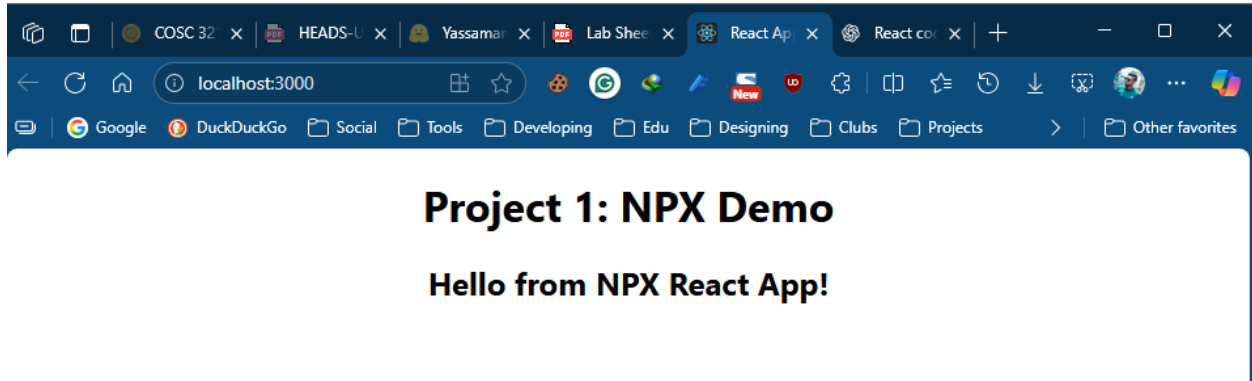 COSC 32 HEADS-U Yassamar Lab Shee React Ap React co
localhost:3000 New
Google DuckDuckGo Social Tools Developing Edu Designing Clubs Projects Other favorites
Project 1: NPX Demo
Hello from NPX React App!